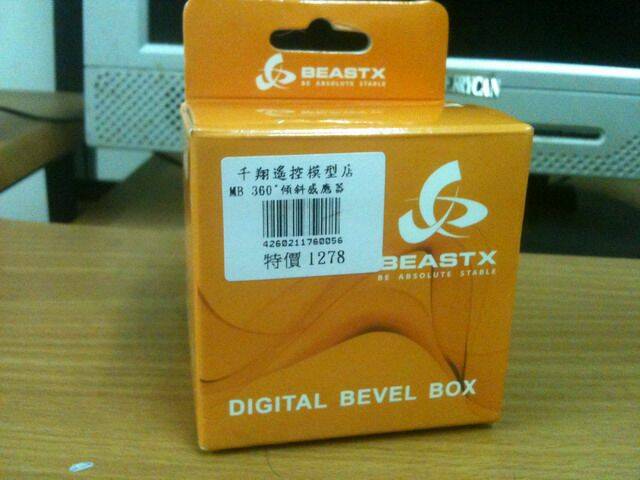 BEASTX
BE ABSOLUTE STABLE
千翔遙控模型店
MB 360°傾斜感應器
4260211760056
特價 1278
BEASTX
BE ABSOLUTE STABLE
DIGITAL BEVEL BOX